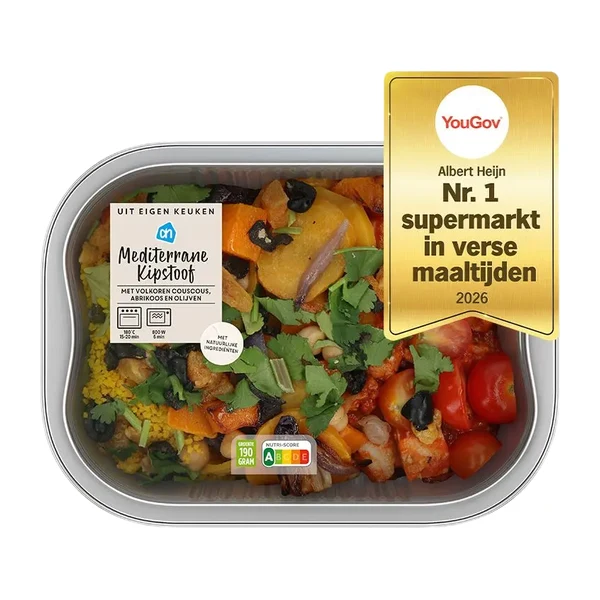 YouGov
Albert Heijn
Nr. 1
supermarkt
in verse
maaltijden
2026
UIT EIGEN KEUKEN
ah
Mediterrane
Kipstoof
MET VOLKOREN COUSCOUS,
ABRIKOOS EN OLIJVEN
180°C
15-20 min
800 W
6 min
MET
NATUURLIJKE
INGREDIËNTEN
GROENTE
190
GRAM
NUTRI-SCORE
A B C D E